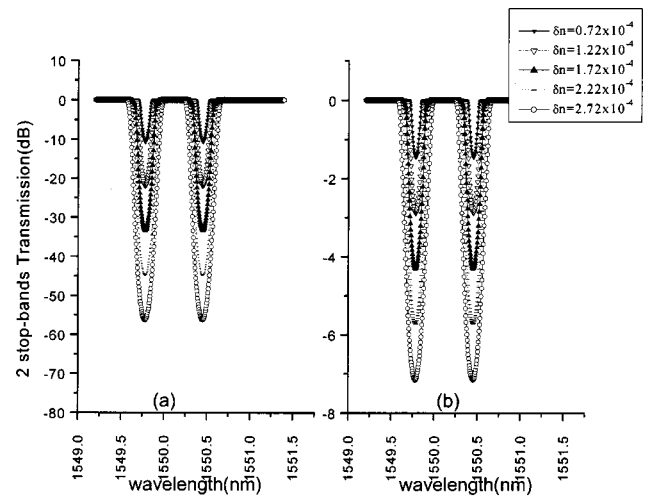 δn=0.72x10⁻⁴
δn=1.22x10⁻⁴
δn=1.72x10⁻⁴
δn=2.22x10⁻⁴
δn=2.72x10⁻⁴
2 stop-bands Transmission(dB)
10
0
-10
-20
-30
-40
-50
-60
-70
-80
(a)
1549.0
1549.5
1550.0
1550.5
1551.0
1551.5
wavelength(nm)
0
-2
-4
-6
-8
(b)
1549.0
1549.5
1550.0
1550.5
1551.0
1551.5
wavelength(nm)